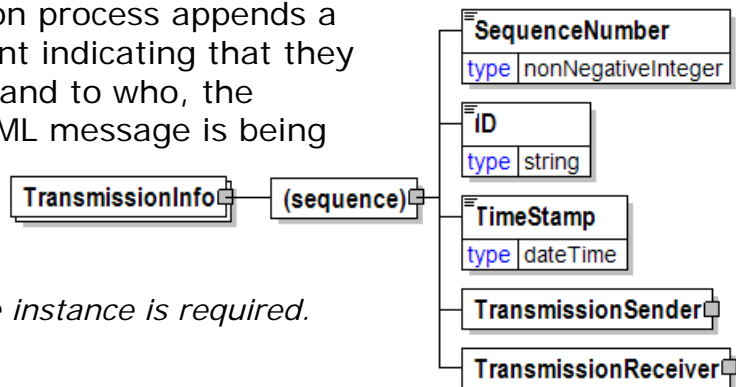 on process appends a
nt indicating that they
and to who, the
ML message is being
instance is required.
TransmissionInfo
(sequence)
SequenceNumber
type nonNegativeInteger
ID
type string
TimeStamp
type dateTime
TransmissionSender
TransmissionReceiver